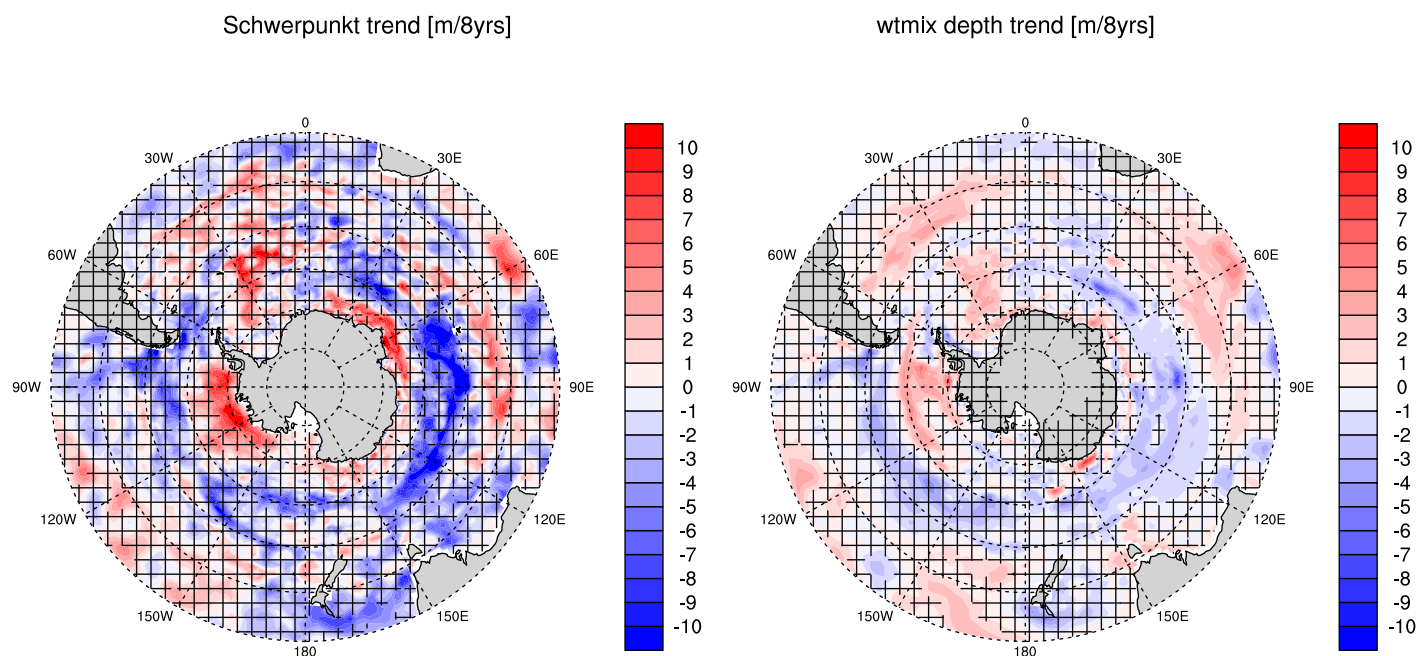 Schwerpunkt trend [m/8yrs]
wtmix depth trend [m/8yrs]
0
30W
30E
60W
60E
90W
90E
120W
120E
150W
150E
180
10
9
8
7
6
5
4
3
2
1
0
-1
-2
-3
-4
-5
-6
-7
-8
-9
-10
0
30W
30E
60W
60E
90W
90E
120W
120E
150W
150E
180
10
9
8
7
6
5
4
3
2
1
0
-1
-2
-3
-4
-5
-6
-7
-8
-9
-10